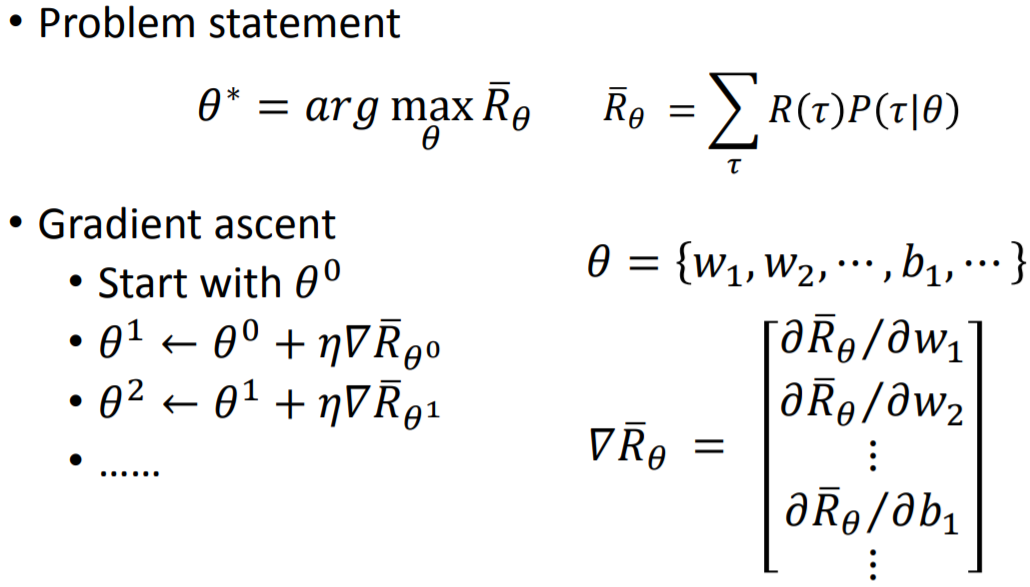 • Problem statement
θ* = arg max_θ R̄_θ    R̄_θ = ∑_τ R(τ)P(τ|θ)
• Gradient ascent
• Start with θ⁰
• θ¹ ← θ⁰ + η∇R̄_θ⁰
• θ² ← θ¹ + η∇R̄_θ¹
• ……
θ = {w₁, w₂, ⋯ , b₁, ⋯ }
∇R̄_θ = [
∂R̄_θ/∂w₁
∂R̄_θ/∂w₂
⋮
∂R̄_θ/∂b₁
⋮
]